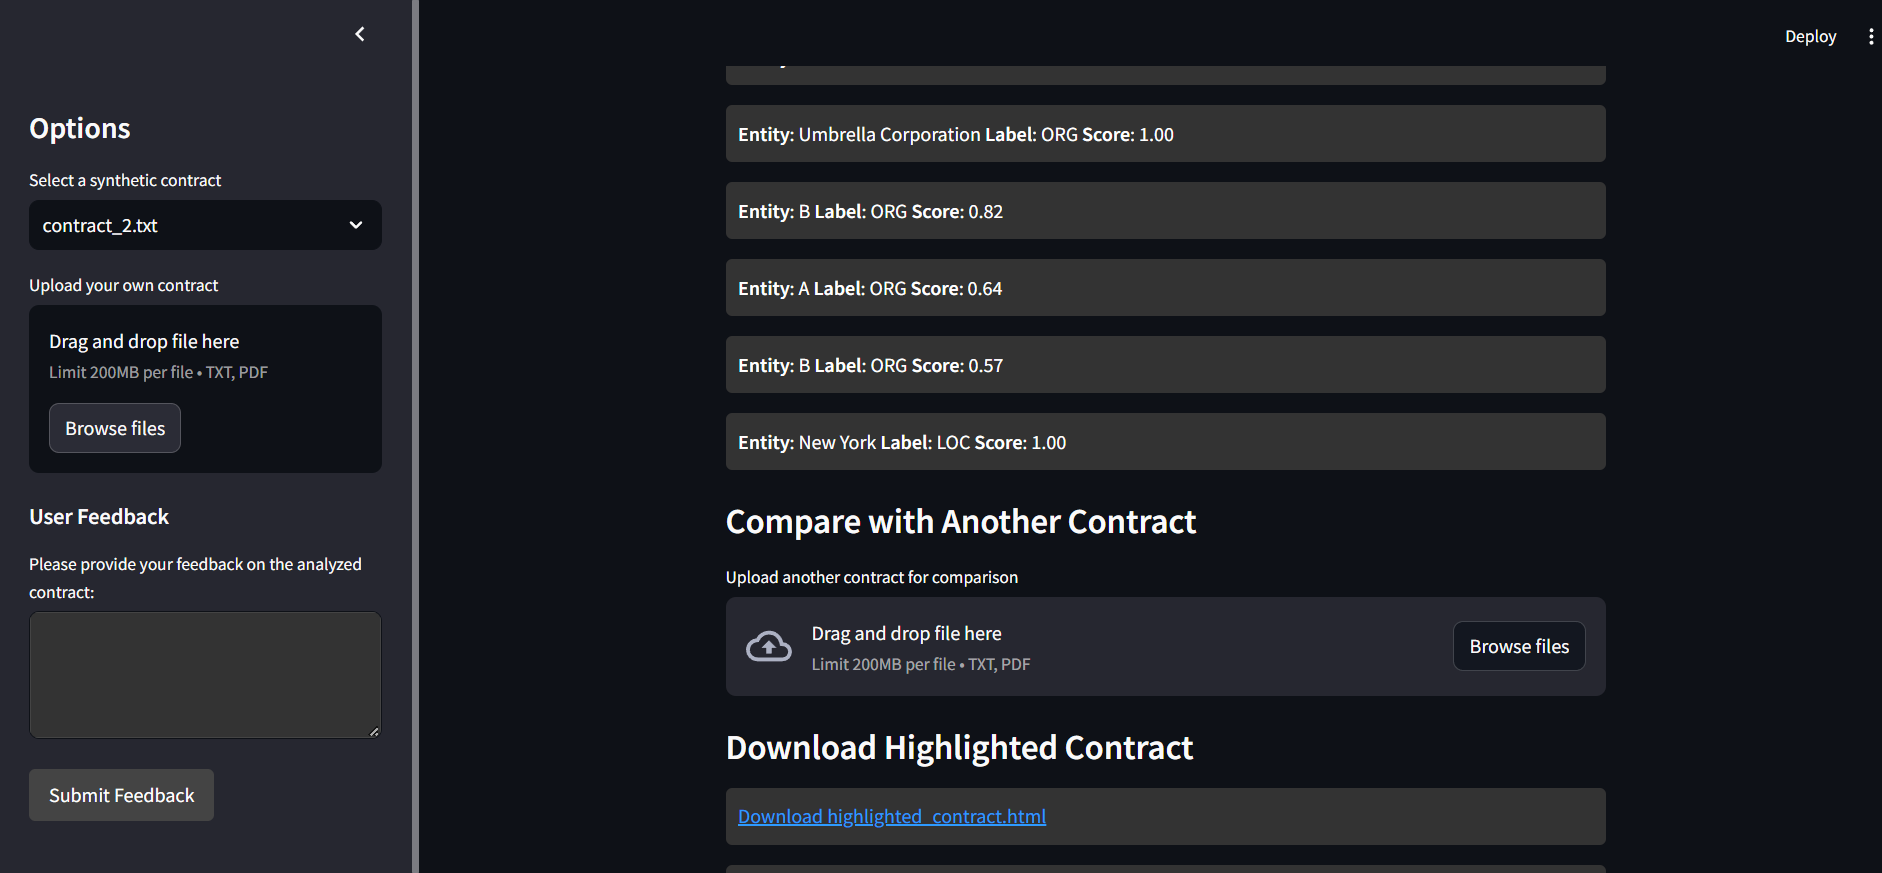 Deploy
Options
Select a synthetic contract
contract_2.txt
Upload your own contract
Drag and drop file here
Limit 200MB per file • TXT, PDF
Browse files
User Feedback
Please provide your feedback on the analyzed
contract:
Submit Feedback
Entity: Umbrella Corporation Label: ORG Score: 1.00
Entity: B Label: ORG Score: 0.82
Entity: A Label: ORG Score: 0.64
Entity: B Label: ORG Score: 0.57
Entity: New York Label: LOC Score: 1.00
Compare with Another Contract
Upload another contract for comparison
Drag and drop file here
Limit 200MB per file • TXT, PDF
Browse files
Download Highlighted Contract
Download highlighted_contract.html